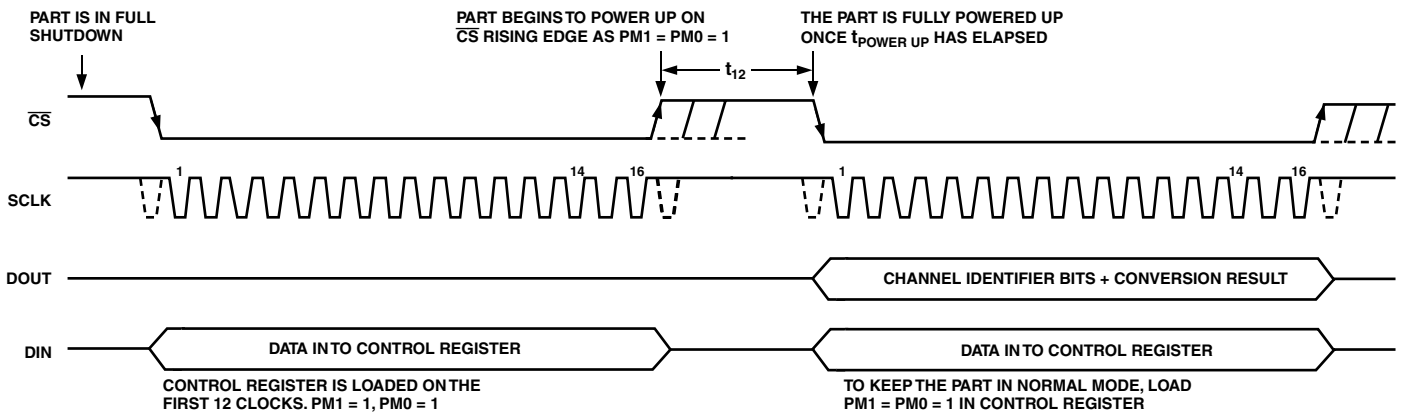 PART IS IN FULL
SHUTDOWN
PART BEGINS TO POWER UP ON
CS RISING EDGE AS PM1 = PM0 = 1
THE PART IS FULLY POWERED UP
ONCE tPOWER UP HAS ELAPSED
t12
CS
1
14
16
1
14
16
SCLK
DOUT
CHANNEL IDENTIFIER BITS + CONVERSION RESULT
DIN
DATA INTO CONTROL REGISTER
DATA INTO CONTROL REGISTER
CONTROL REGISTER IS LOADED ON THE
FIRST 12 CLOCKS. PM1 = 1, PM0 = 1
TO KEEP THE PART IN NORMAL MODE, LOAD
PM1 = PM0 = 1 IN CONTROL REGISTER